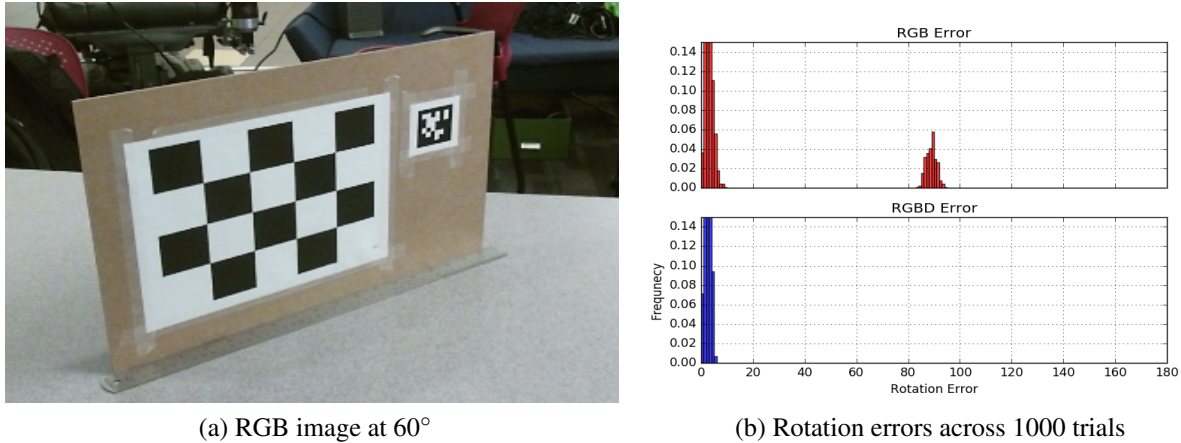 RGB Error
0.14
0.12
0.10
0.08
0.06
0.04
0.02
0.00
RGBD Error
0.14
0.12
0.10
0.08
0.06
0.04
0.02
0.00
Frequnecy
0 20 40 60 80 100 120 140 160 180
Rotation Error
(a) RGB image at 60°
(b) Rotation errors across 1000 trials